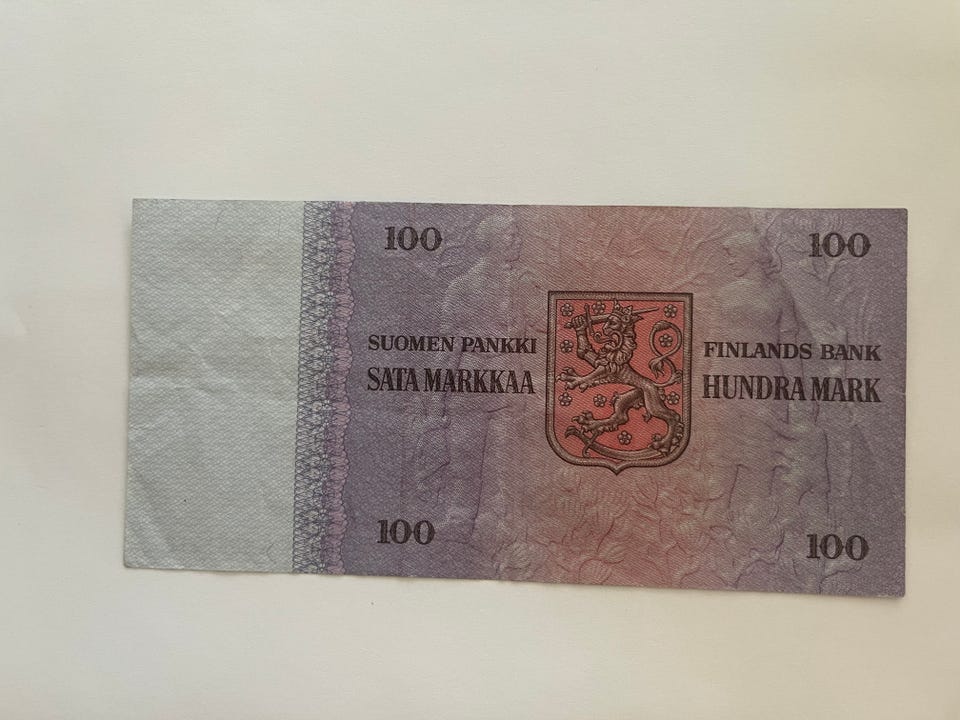 100
100
SUOMEN PANKKI
SATA MARKKAA
FINLANDS BANK
HUNDRA MARK
100
100